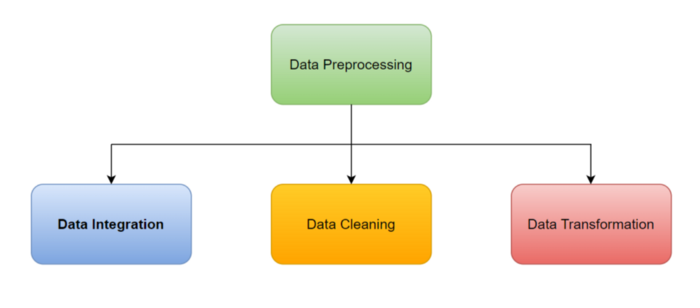 Data Preprocessing
Data Integration
Data Cleaning
Data Transformation